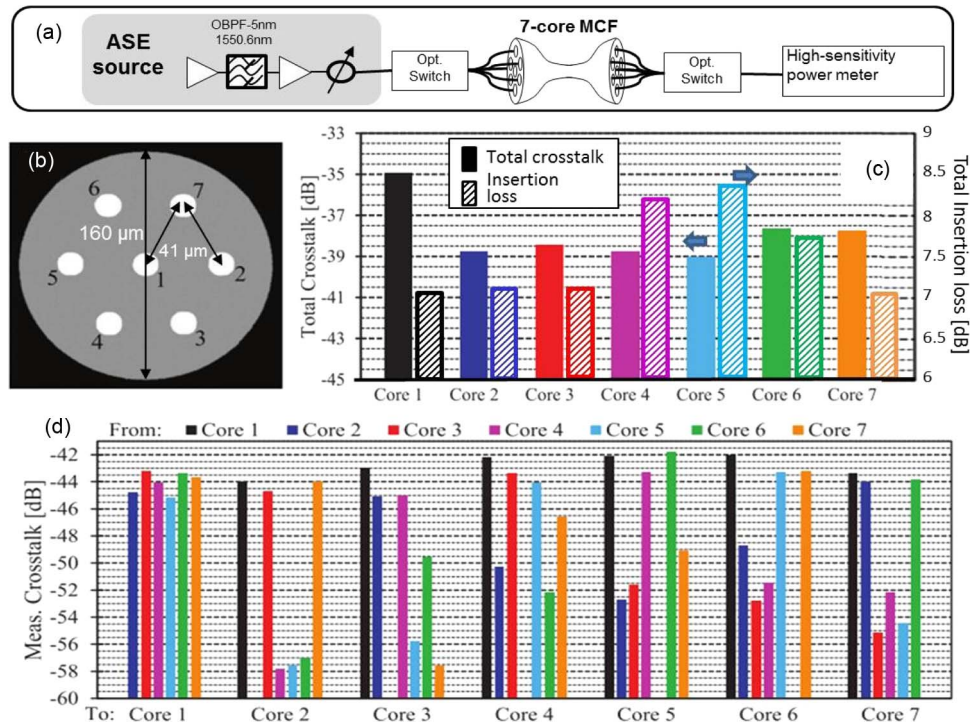 (a)
ASE
source
OBPF-5nm
1550.6nm
Opt.
Switch
7-core MCF
Opt.
Switch
High-sensitivity
power meter
(b)
6
7
160 µm
41 µm
5
1
2
4
3
(c)
Total crosstalk
Insertion
loss
Total Crosstalk [dB]
-33
-35
-37
-39
-41
-43
-45
9
8.5
8
7.5
7
6.5
6
Total Insertion
loss [dB]
Core 1 Core 2 Core 3 Core 4 Core 5 Core 6 Core 7
(d)
From: Core 1 Core 2 Core 3 Core 4 Core 5 Core 6 Core 7
Meas. Crosstalk [dB]
-42
-44
-46
-48
-50
-52
-54
-56
-58
-60
To: Core 1 Core 2 Core 3 Core 4 Core 5 Core 6 Core 7